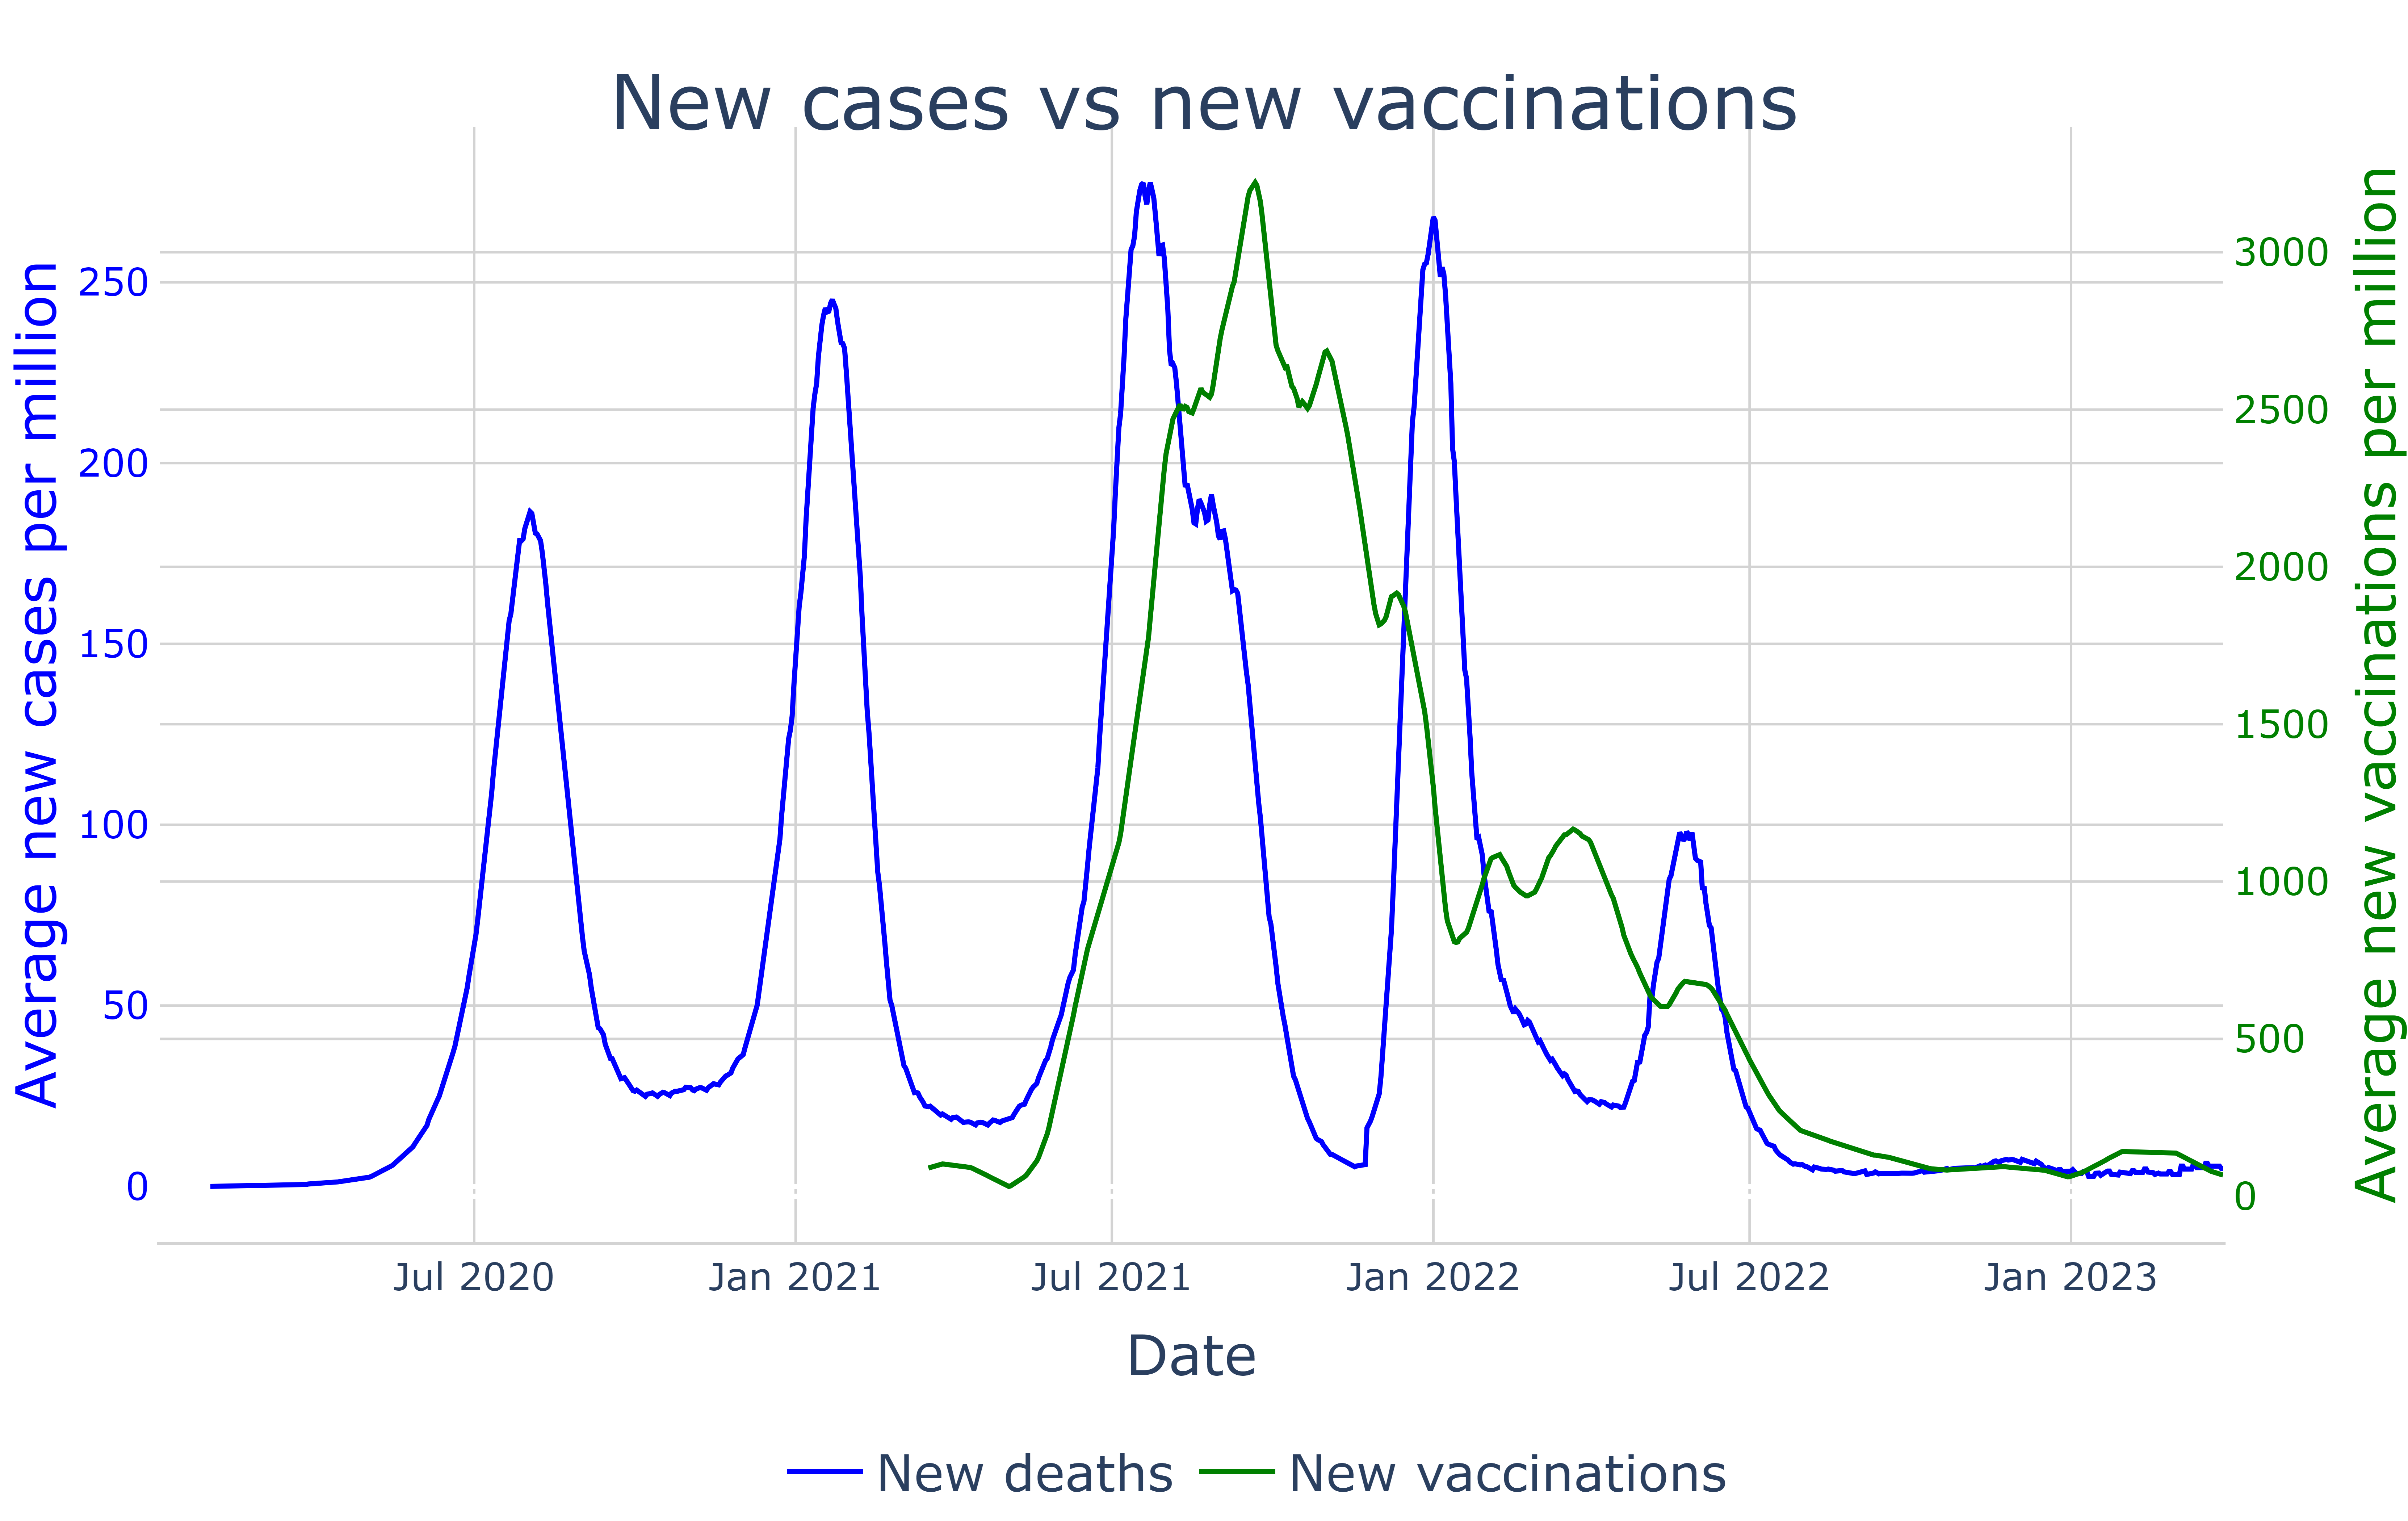 New cases vs new vaccinations
Average new cases per million
250
200
150
100
50
0
3000
2500
2000
1500
1000
500
0
Average new vaccinations per million
Jul 2020
Jan 2021
Jul 2021
Jan 2022
Jul 2022
Jan 2023
Date
New deaths
New vaccinations